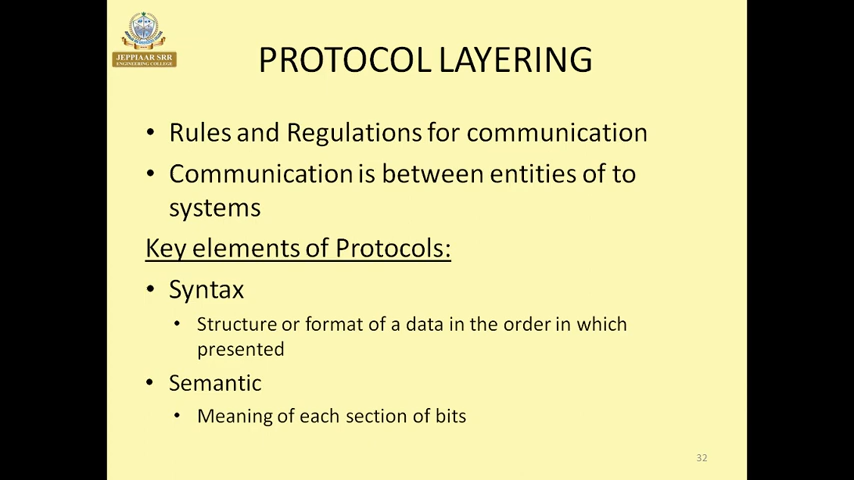 JEPPIAAR SRR
ENGINEERING COLLEGE
PROTOCOL LAYERING
• Rules and Regulations for communication
• Communication is between entities of to
systems
Key elements of Protocols:
• Syntax
• Structure or format of a data in the order in which
presented
• Semantic
• Meaning of each section of bits
32